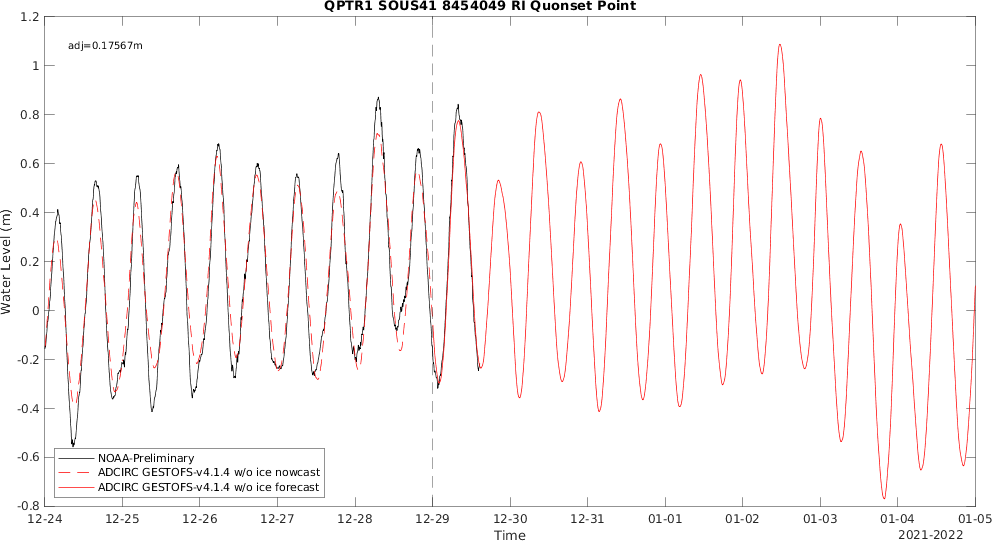 QPTR1 SOUS41 8454049 RI Quonset Point
adj=0.17567m
1.2
1
0.8
0.6
0.4
0.2
0
-0.2
-0.4
-0.6
-0.8
Water Level (m)
NOAA-Preliminary
ADCIRC GESTOFS-v4.1.4 w/o ice nowcast
ADCIRC GESTOFS-v4.1.4 w/o ice forecast
12-24 12-25 12-26 12-27 12-28 12-29 12-30 12-31 01-01 01-02 01-03 01-04 01-05
Time
2021-2022